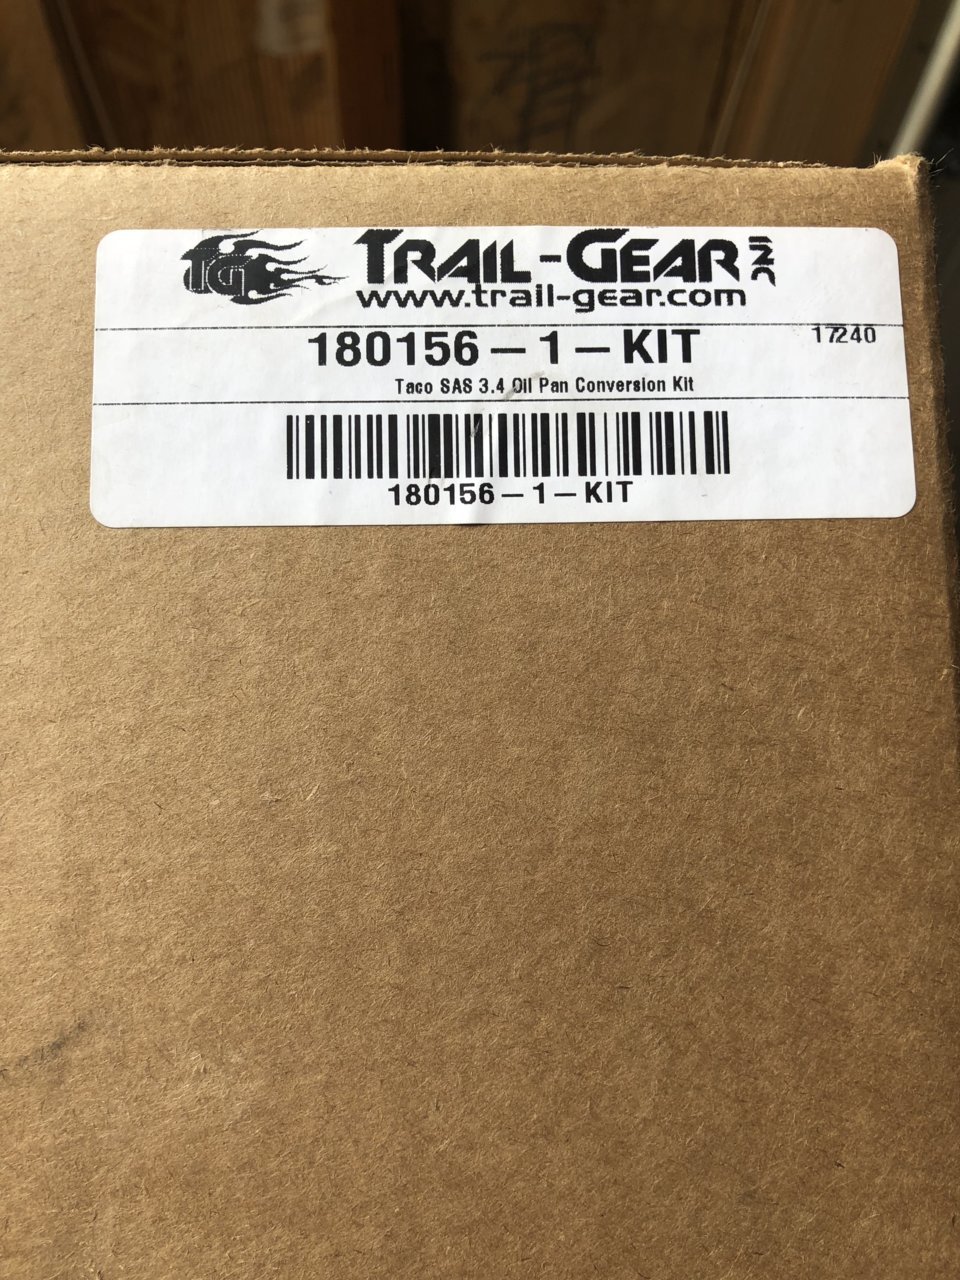 TG TRAIL-GEAR INC
www.trail-gear.com
180156-1-KIT 17240
Taco SAS 3.4 Oil Pan Conversion Kit
180156-1-KIT